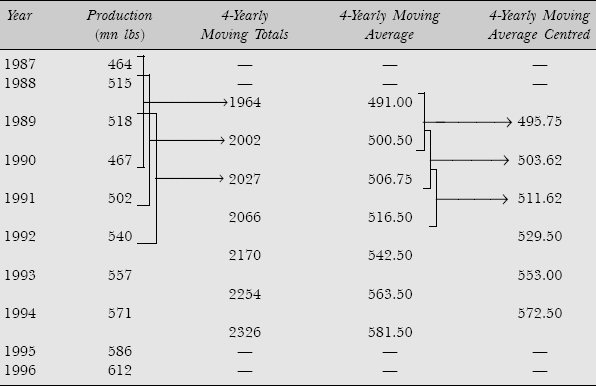 Year Production 4-Yearly 4-Yearly Moving 4-Yearly Moving
(mn lbs) Moving Totals Average Average Centred
1987 464 — — —
1988 515 — — —
1964 491.00
1989 518 495.75
2002 500.50
1990 467 503.62
2027 506.75
1991 502 511.62
2066 516.50
1992 540 529.50
2170 542.50
1993 557 553.00
2254 563.50
1994 571 572.50
2326 581.50
1995 586 — — —
1996 612 — — —